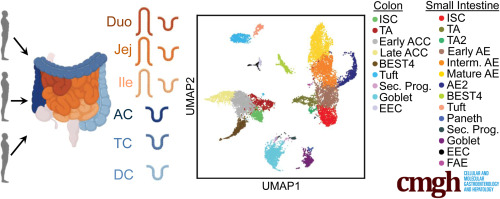 Duo
Jej
Ile
AC
TC
DC
UMAP2
UMAP1
Colon
ISC
TA
Early ACC
Late ACC
BEST4
Tuft
Sec. Prog.
Goblet
EEC
Small Intestine
ISC
TA
TA2
Early AE
Interm. AE
Mature AE
AE2
BEST4
Tuft
Paneth
Sec. Prog.
Goblet
EEC
FAE
cmgh
CELLULAR AND
MOLECULAR
GASTROENTEROLOGY
AND HEPATOLOGY